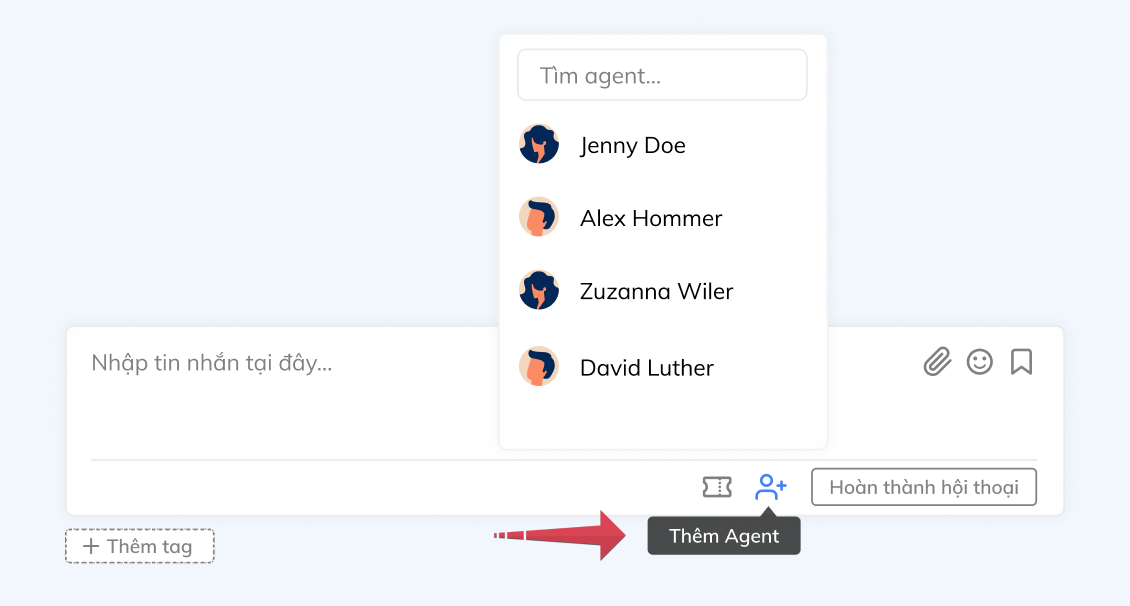 Tìm agent...
Jenny Doe
Alex Hommer
Zuzanna Wiler
David Luther
Nhập tin nhắn tại đây...
Hoàn thành hội thoại
Thêm Agent
+ Thêm tag